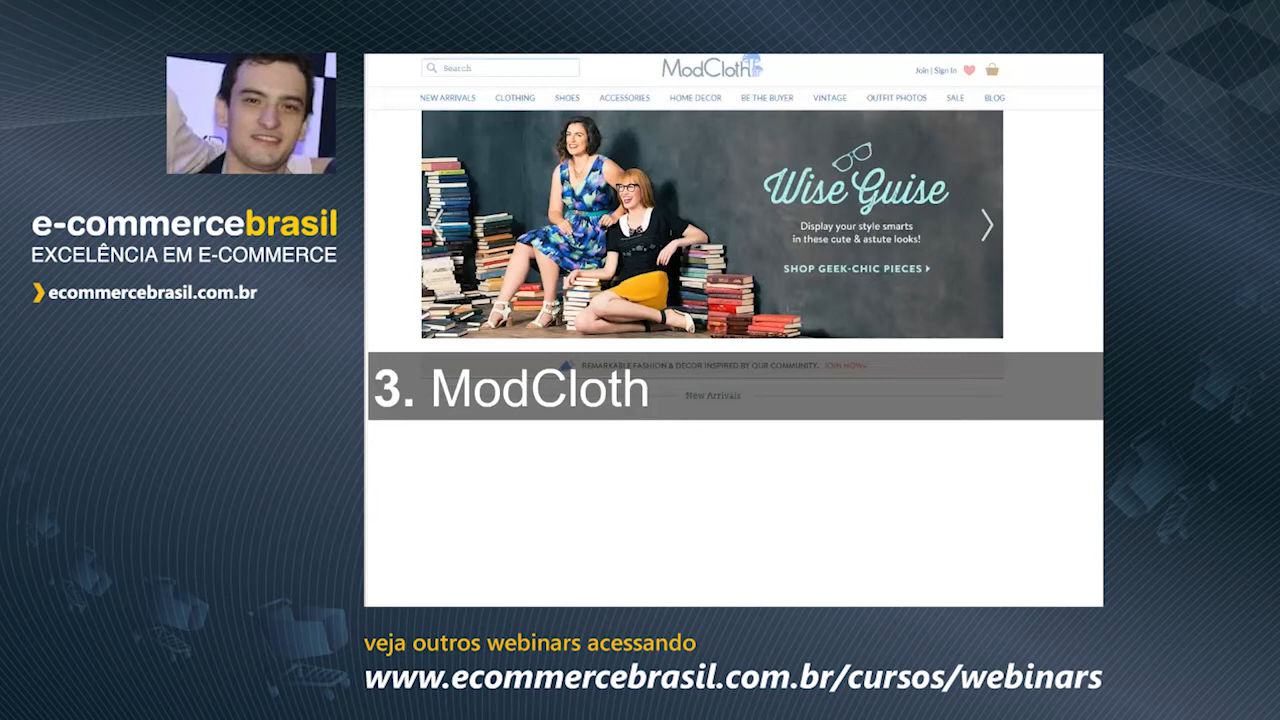 e-commercebrasil
EXCELÊNCIA EM E-COMMERCE
ecommercebrasil.com.br
Search
ModCloth
Join | Sign In
NEW ARRIVALS CLOTHING SHOES ACCESSORIES HOME DECOR BE THE BUYER VINTAGE OUTFIT PHOTOS SALE BLOG
Wise Guise
Display your style smarts
in these cute & astute looks!
SHOP GEEK-CHIC PIECES
REMARKABLE FASHION & DECOR INSPIRED BY OUR COMMUNITY. JOIN NOW»
3. ModCloth
New Arrivals
veja outros webinars acessando
www.ecommercebrasil.com.br/cursos/webinars